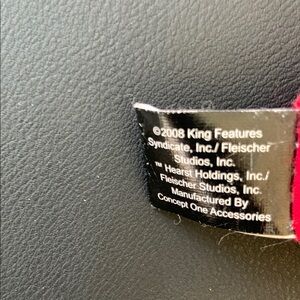 ©2008 King Features
Syndicate, Inc./ Fleischer
Studios, Inc.
™ Hearst Holdings, Inc./
Fleischer Studios, Inc.
Manufactured By
Concept One Accessories